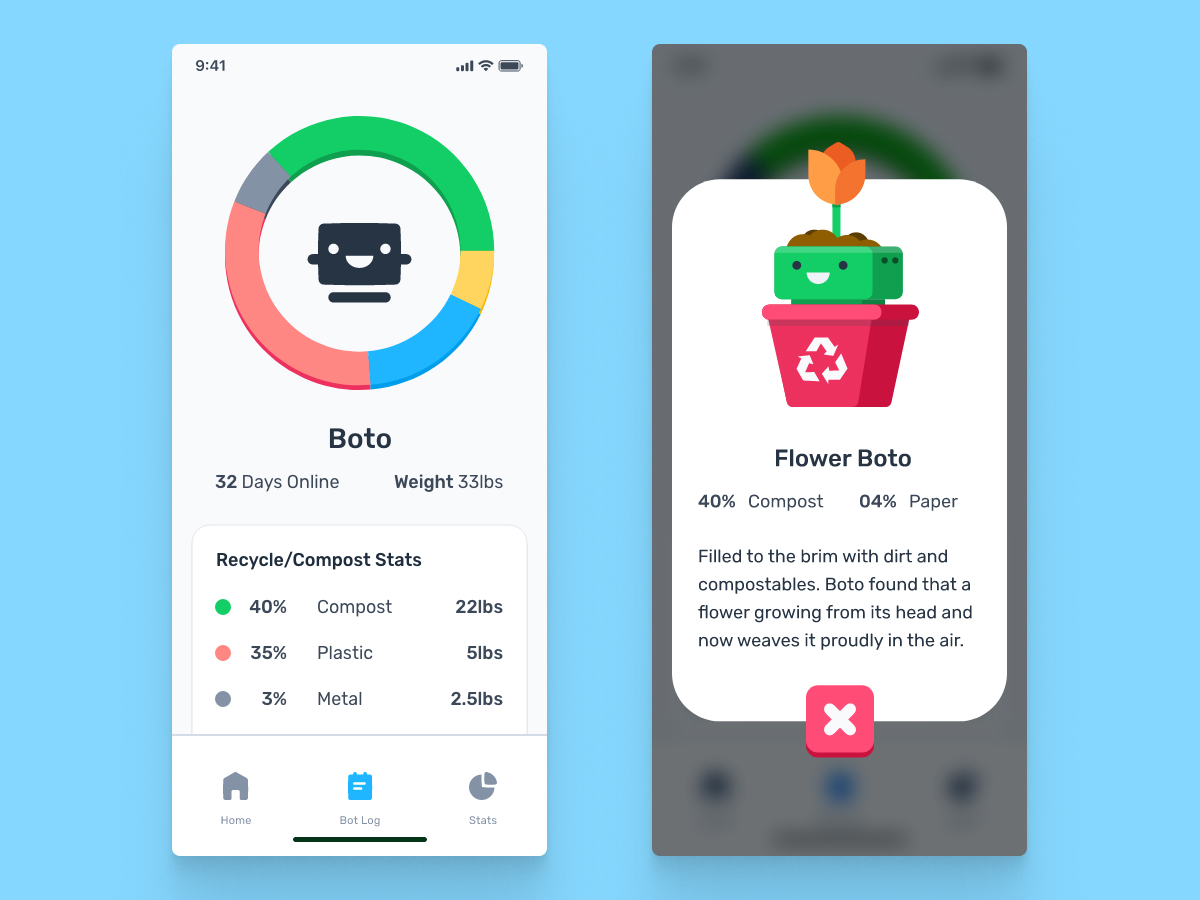 9:41
Boto
32 Days Online Weight 33lbs
Recycle/Compost Stats
40% Compost 22lbs
35% Plastic 5lbs
3% Metal 2.5lbs
Home Bot Log Stats
Flower Boto
40% Compost 04% Paper
Filled to the brim with dirt and
compostables. Boto found that a
flower growing from its head and
now weaves it proudly in the air.